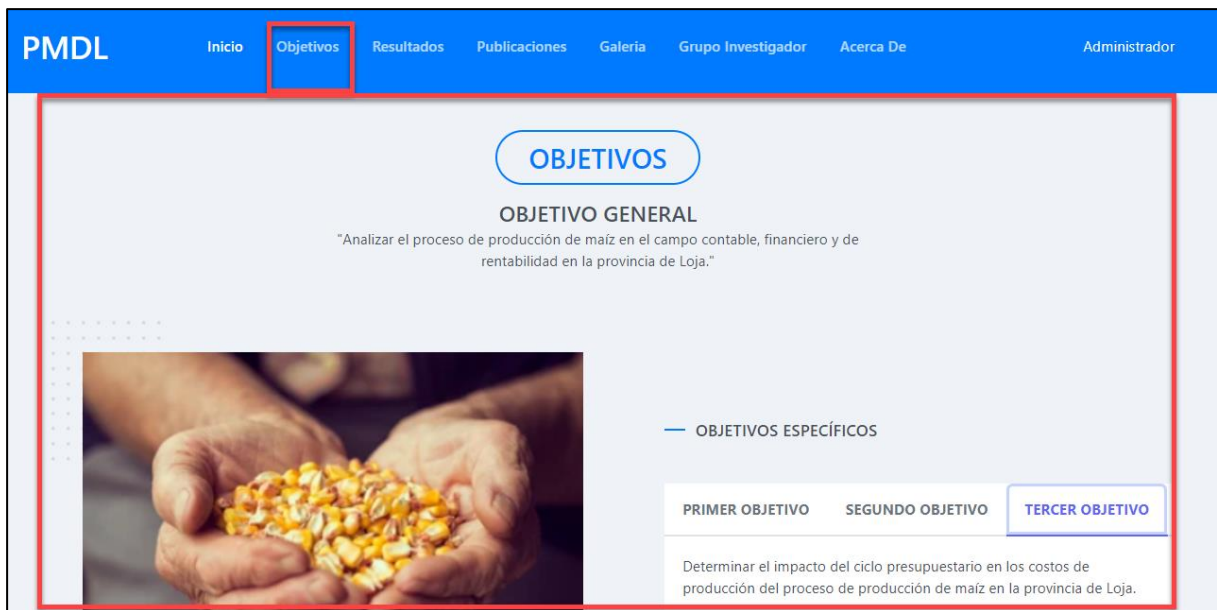 PMDL
Inicio Objetivos Resultados Publicaciones Galeria Grupo Investigador Acerca De Administrador
OBJETIVOS
OBJETIVO GENERAL
"Analizar el proceso de producción de maíz en el campo contable, financiero y de
rentabilidad en la provincia de Loja."
OBJETIVOS ESPECÍFICOS
PRIMER OBJETIVO SEGUNDO OBJETIVO TERCER OBJETIVO
Determinar el impacto del ciclo presupuestario en los costos de
producción del proceso de producción de maíz en la provincia de Loja.